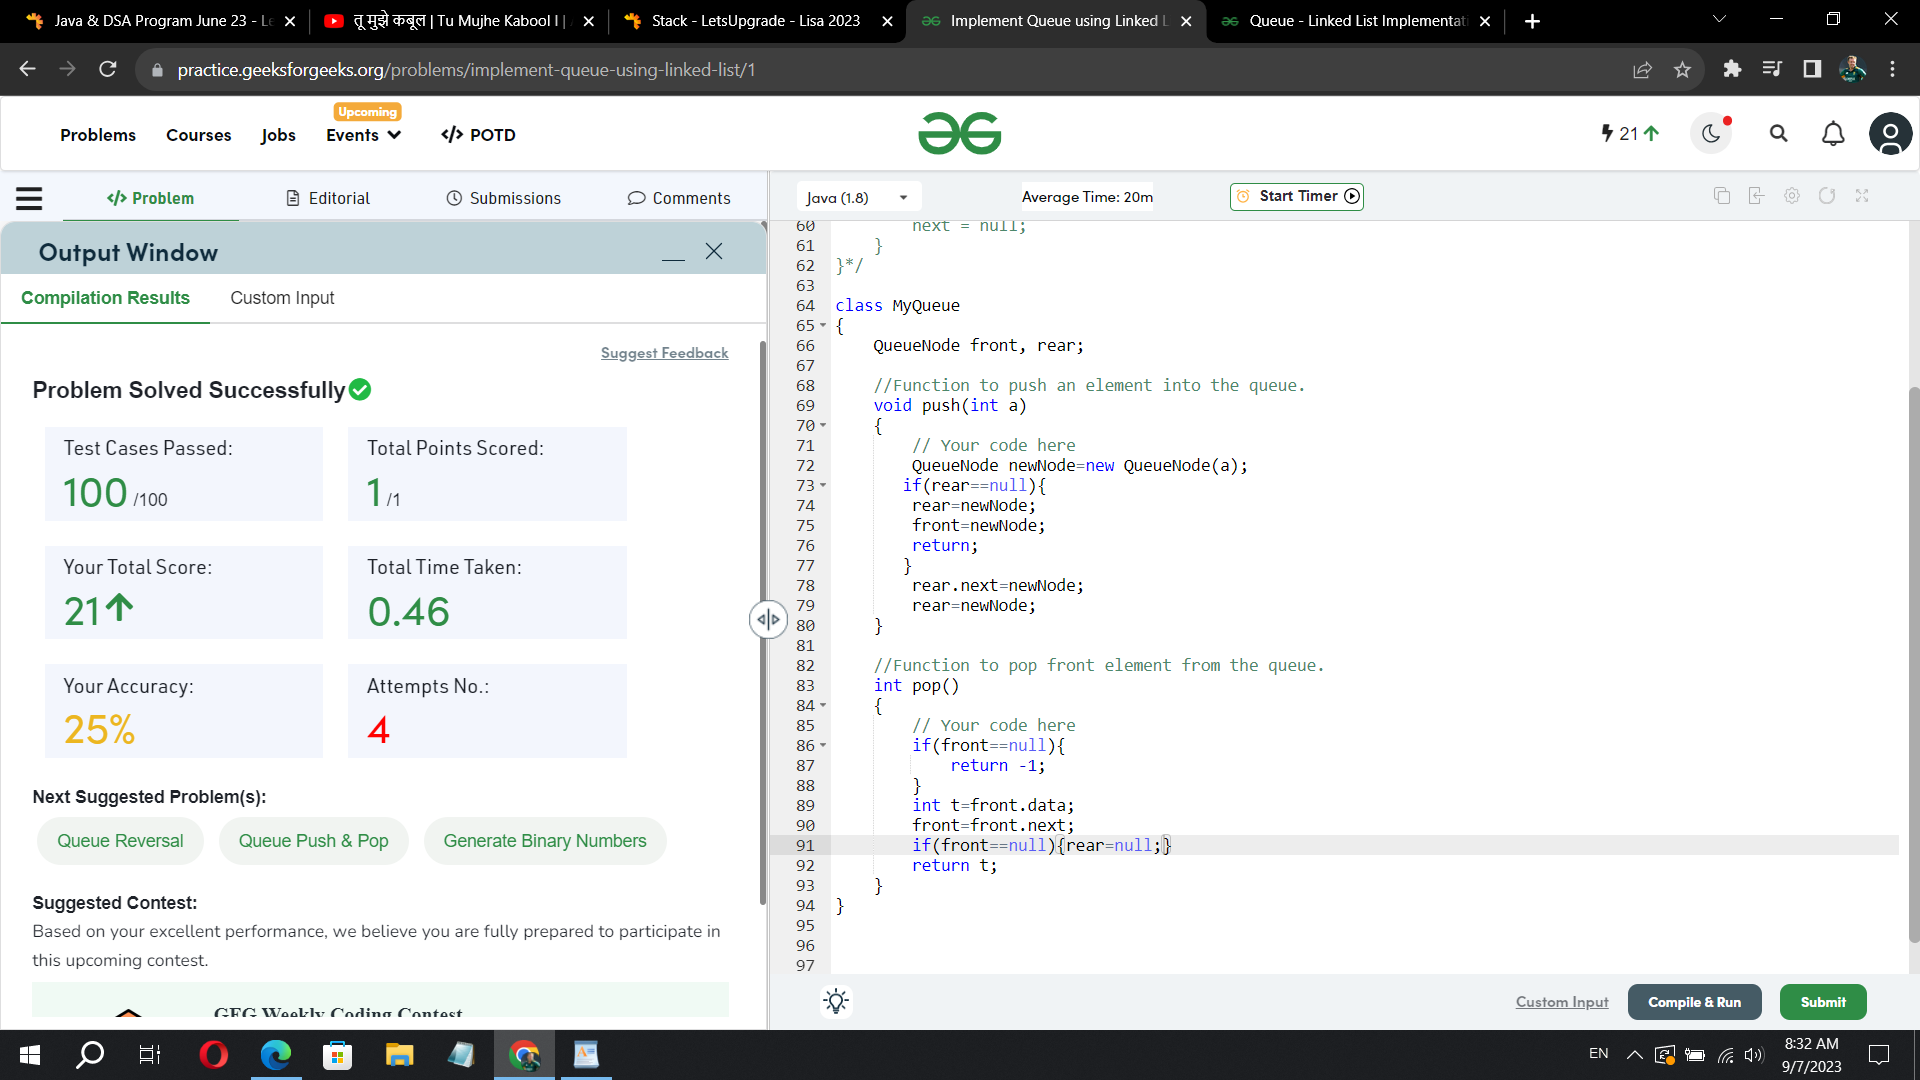 Java & DSA Program June 23 - Le
तू मुझे कबूल | Tu Mujhe Kabool I |
Stack - LetsUpgrade - Lisa 2023
Implement Queue using Linked L
Queue - Linked List Implementati
practice.geeksforgeeks.org/problems/implement-queue-using-linked-list/1
Upcoming
Problems Courses Jobs Events </> POTD
21
</> Problem Editorial Submissions Comments
Java (1.8) Average Time: 20m Start Timer
Output Window
Compilation Results Custom Input
Suggest Feedback
Problem Solved Successfully
Test Cases Passed:
100 /100
Total Points Scored:
1 /1
Your Total Score:
21
Total Time Taken:
0.46
Your Accuracy:
25%
Attempts No.:
4
Next Suggested Problem(s):
Queue Reversal Queue Push & Pop Generate Binary Numbers
Suggested Contest:
Based on your excellent performance, we believe you are fully prepared to participate in
this upcoming contest.
GFG Weekly Coding Contest
60 next = null;
61 }
62 }*/
63
64 class MyQueue
65 {
66 QueueNode front, rear;
67
68 //Function to push an element into the queue.
69 void push(int a)
70 {
71 // Your code here
72 QueueNode newNode=new QueueNode(a);
73 if(rear==null){
74 rear=newNode;
75 front=newNode;
76 return;
77 }
78 rear.next=newNode;
79 rear=newNode;
80 }
81
82 //Function to pop front element from the queue.
83 int pop()
84 {
85 // Your code here
86 if(front==null){
87 return -1;
88 }
89 int t=front.data;
90 front=front.next;
91 if(front==null){rear=null;}
92 return t;
93 }
94 }
95
96
97
Custom Input Compile & Run Submit
EN
8:32 AM
9/7/2023